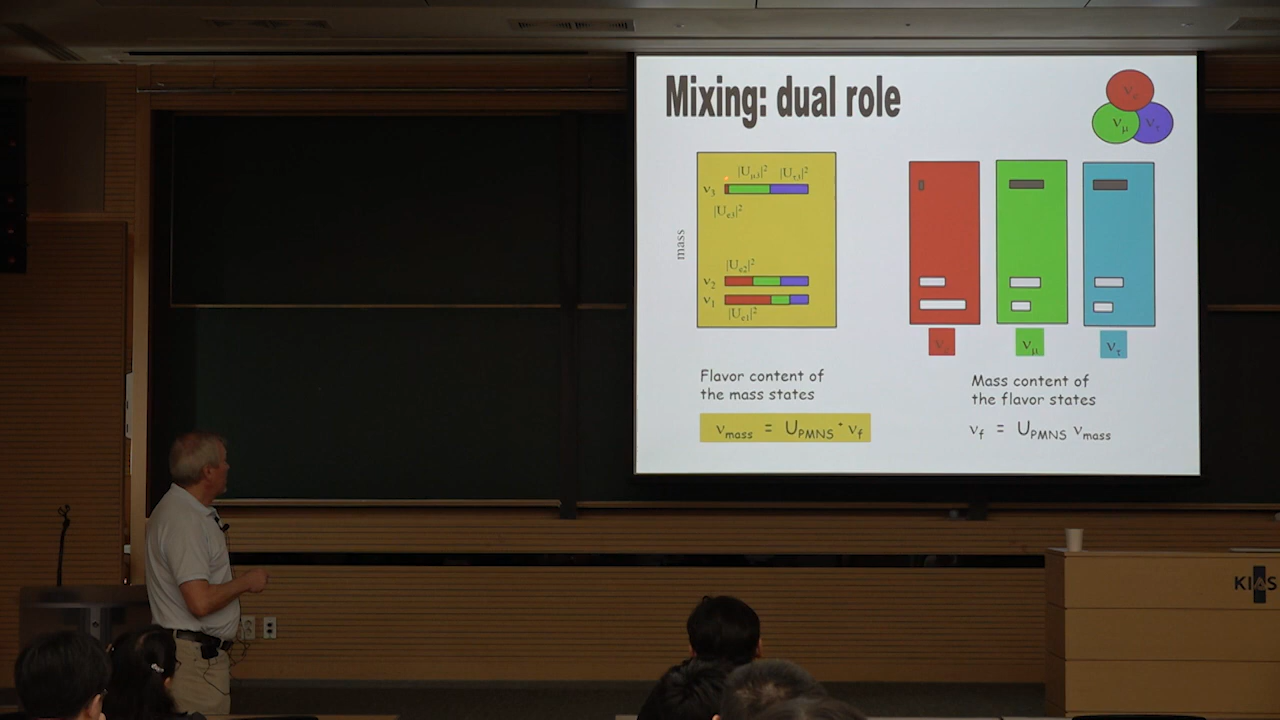 Mixing: dual role
νe
νμ ντ
|Uμ3|² |Uτ3|²
ν3
|Ue3|²
mass
|Ue2|²
ν2
ν1
|Ue1|²
νe νμ ντ
Flavor content of
the mass states
νmass = UPMNS⁺ νf
Mass content of
the flavor states
νf = UPMNS νmass
KIAS